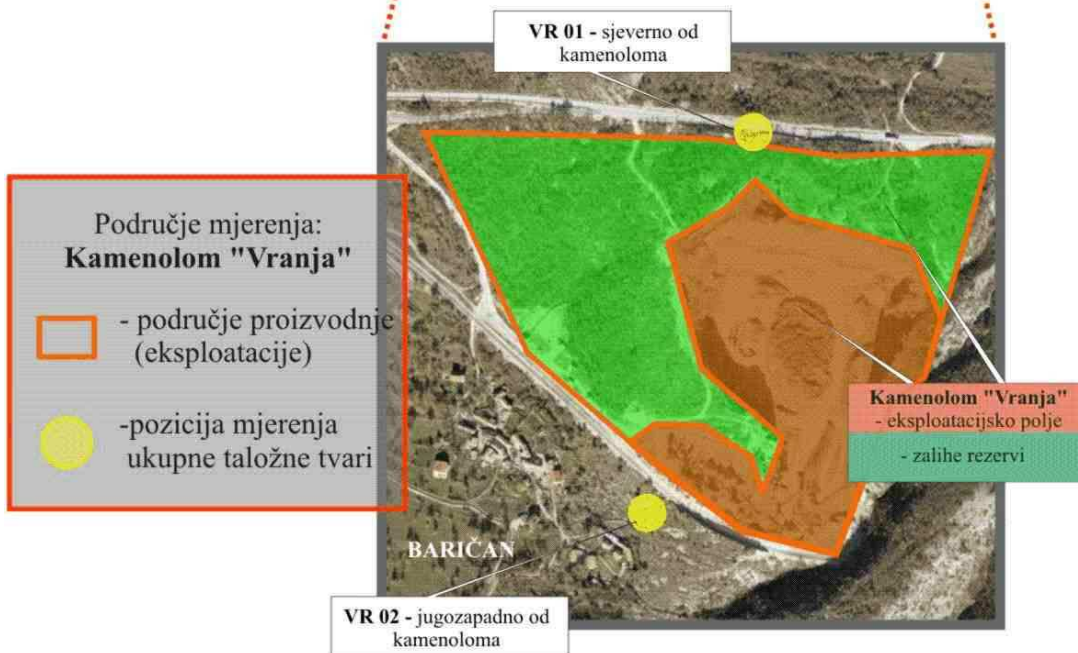 VR 01 - sjeverno od
kamenoloma
Područje mjerenja:
Kamenolom "Vranja"
- područje proizvodnje
(eksploatacije)
-pozicija mjerenja
ukupne taložne tvari
Kamenolom "Vranja"
- eksploatacijsko polje
- zalihe rezervi
BARIČAN
VR 02 - jugozapadno od
kamenoloma